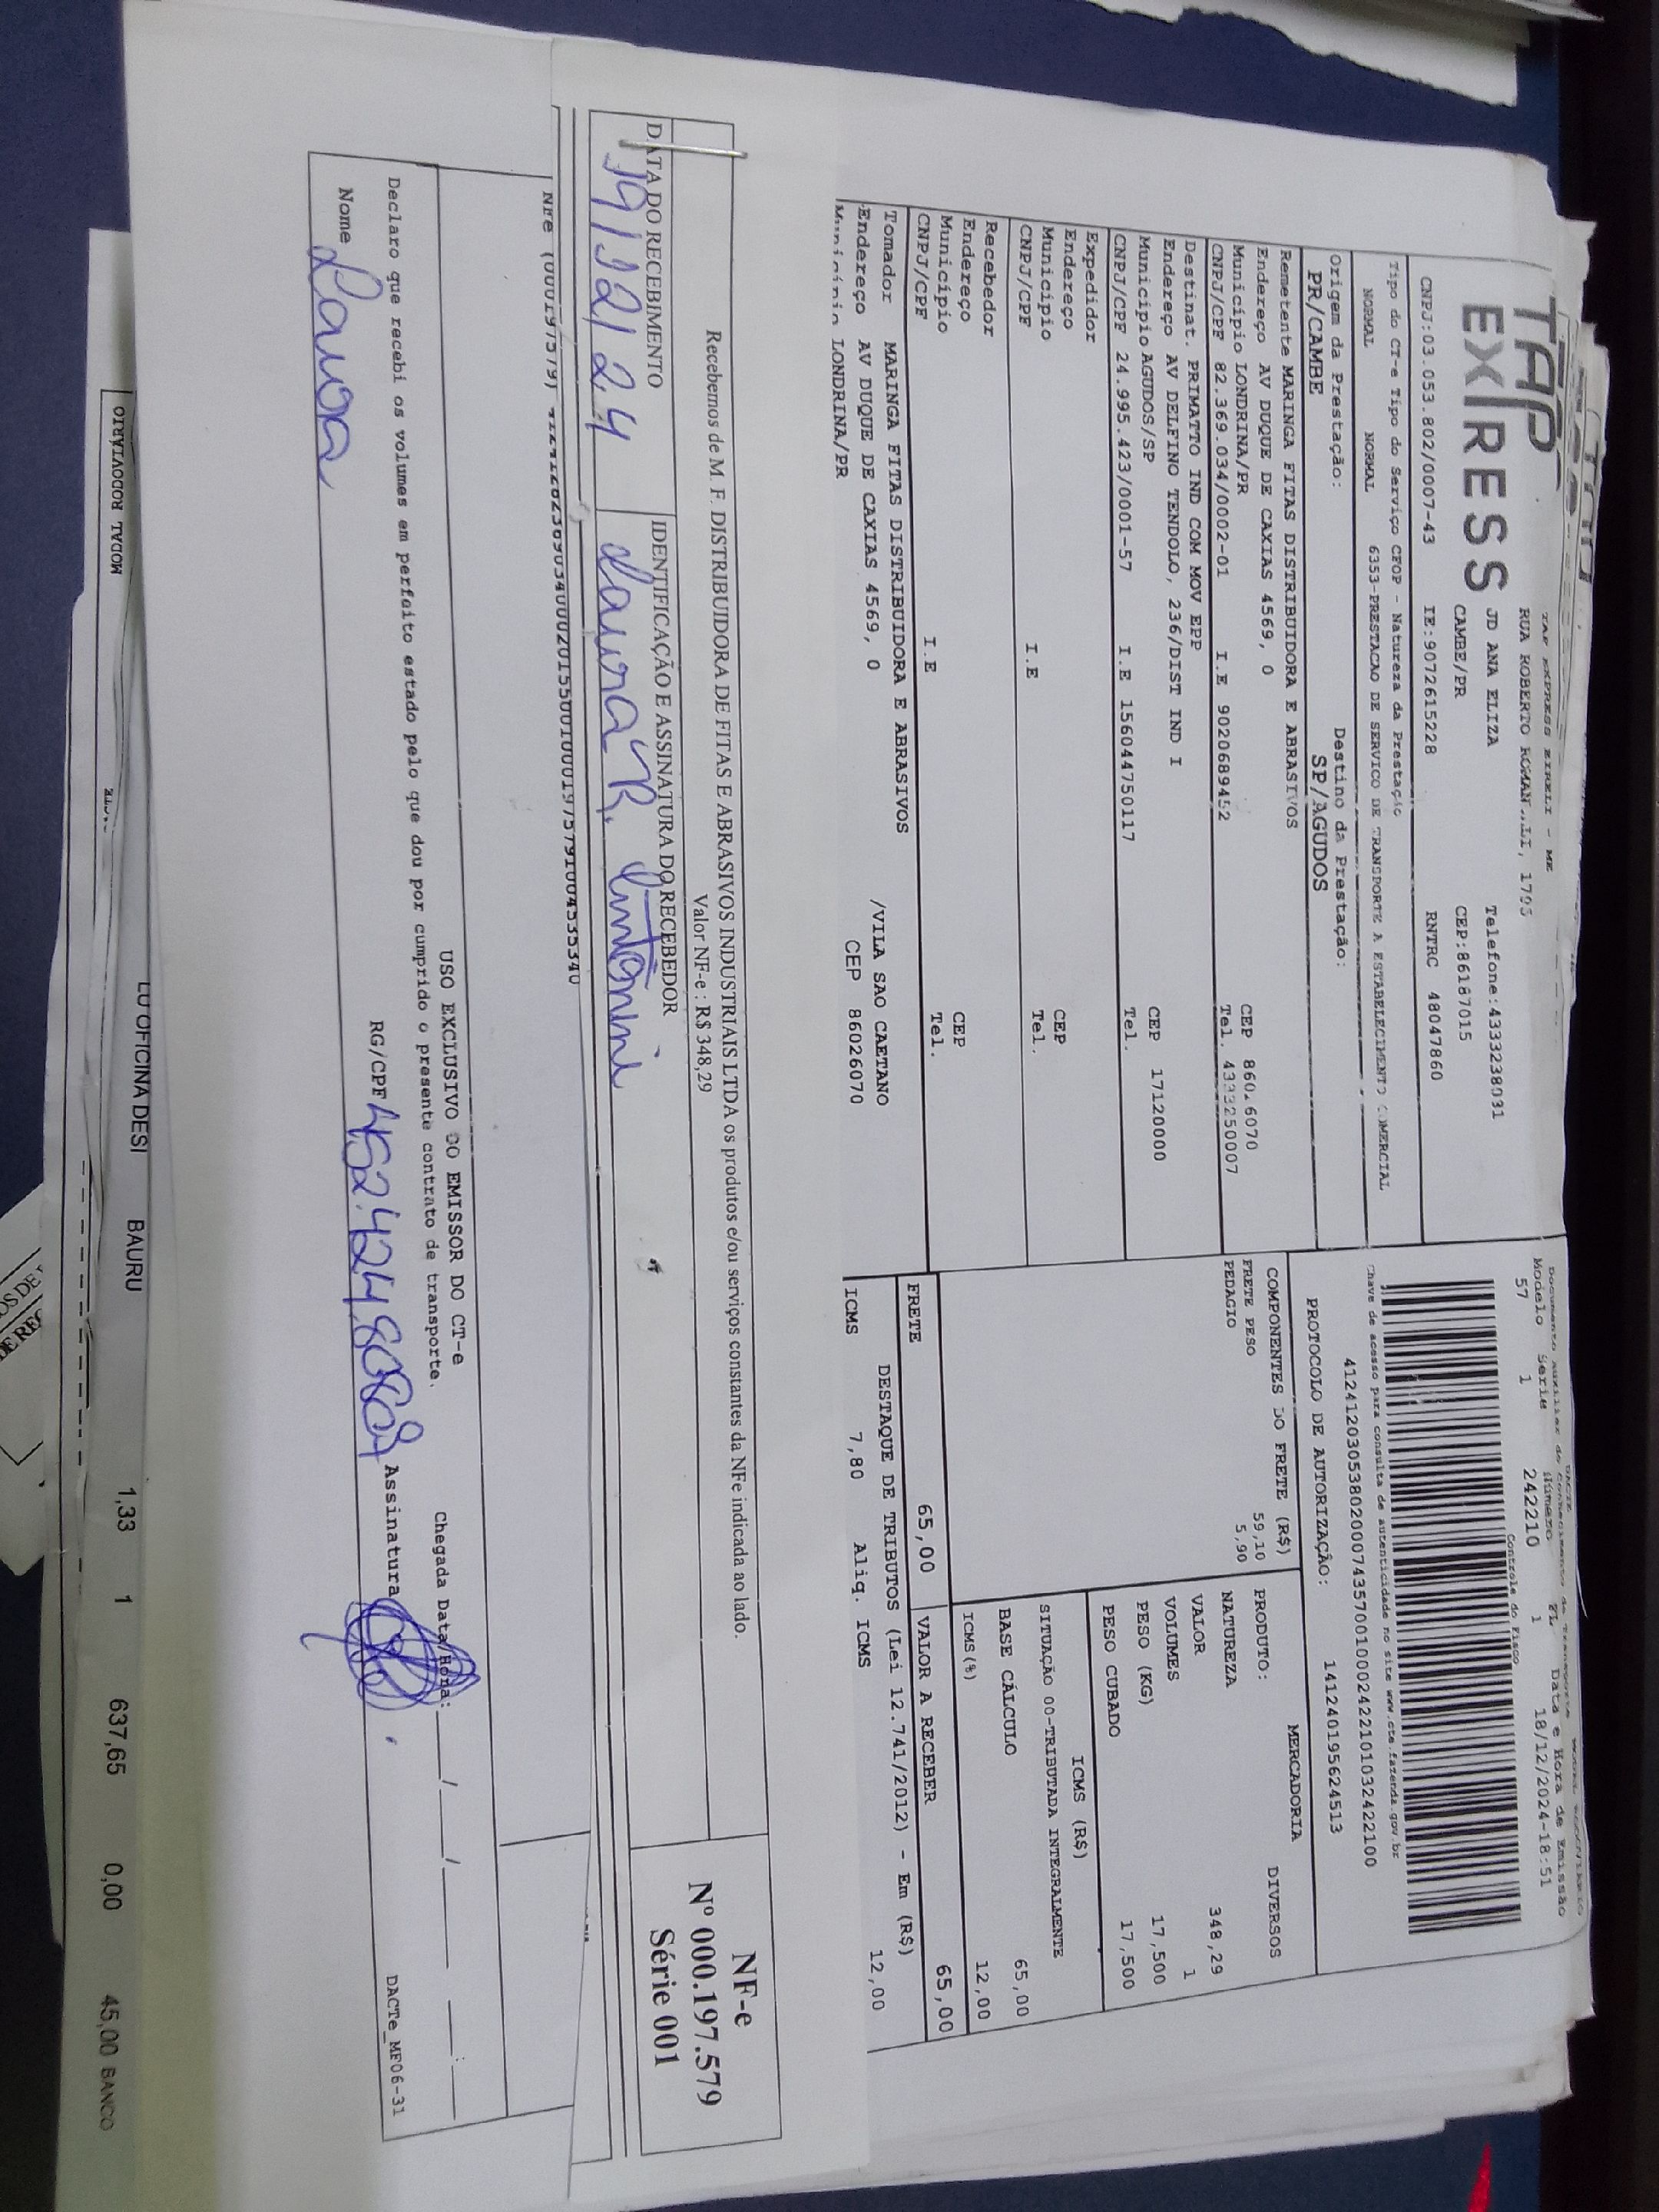 TAP
EXPRESS
RUA ROBERTO
JD ANA ELIZA Telefone:4333238081
CAMBE/PR CEP:86187015
CNPJ:03.053.802/0007-43 IE:9072615228 RNTRC 48047860
Modelo Serie Número FL Data e Hora de Emissão
57 1 242210 1 18/12/2024-18:51
Controle do Fisco
Chave de acesso para consulta de autenticidade no site www.cte.fazenda.gov.br
41241203053802000743570010002422101032422100
PROTOCOLO DE AUTORIZAÇÃO: 141240195624513
Tipo do CT-e Tipo do Serviço CFOP - Natureza da Prestação
NORMAL NORMAL 6353-PRESTACAO DE SERVICO DE TRANSPORTE A ESTABELECIMENTO COMERCIAL
Origem da Prestação: Destino da Prestação:
PR/CAMBE SP/AGUDOS
Remetente MARINGA FITAS DISTRIBUIDORA E ABRASIVOS
Endereço AV DUQUE DE CAXIAS 4569, 0
Município LONDRINA/PR CEP
CNPJ/CPF 82.369.034/0002-01 I.E 9020689452 Tel. 4333250007
Destinat. PRIMATTO IND COM MOV EPP
Endereço AV DELFINO TENDOLO, 236/DIST IND I
Município AGUDOS/SP CEP 17120000
CNPJ/CPF 24.995.423/0001-57 I.E 156044750117 Tel.
Expedidor
Endereço
Município CEP
CNPJ/CPF I.E Tel.
Recebedor
Endereço
Município CEP
CNPJ/CPF I.E Tel.
Tomador MARINGA FITAS DISTRIBUIDORA E ABRASIVOS
Endereço AV DUQUE DE CAXIAS 4569, 0 /VILA SAO CAETANO
LONDRINA/PR CEP 86026070
COMPONENTES DO FRETE (R$)
FRETE PESO 59,10
PEDAGIO 5,90
MERCADORIA
PRODUTO: DIVERSOS
NATUREZA
VALOR 348,29
VOLUMES 1
PESO (KG) 17,500
PESO CUBADO 17,500
ICMS (R$)
SITUAÇÃO 00-TRIBUTADA INTEGRALMENTE
BASE CÁLCULO 65,00
ICMS(%) 12,00
FRETE 65,00 VALOR A RECEBER 65,00
DESTAQUE DE TRIBUTOS (Lei 12.741/2012) - Em (R$)
ICMS 7,80 Aliq. ICMS 12,00
Recebemos de M. F. DISTRIBUIDORA DE FITAS E ABRASIVOS INDUSTRIAIS LTDA os produtos e/ou serviços constantes da NFe indicada ao lado.
Valor NF-e : R$ 348,29
DATA DO RECEBIMENTO IDENTIFICAÇÃO E ASSINATURA DO RECEBEDOR
19/12/24 Laura R.
NF-e
Nº 000.197.579
Série 001
USO EXCLUSIVO DO EMISSOR DO CT-e
Declaro que recebi os volumes em perfeito estado pelo que dou por cumprido o presente contrato de transporte.
Chegada Data/Hora: ___/___/_____ __:__
Nome Laura RG/CPF Assinatura
DACTe_MF06-31
LU OFICINA DESI BAURU 1,33 1 637,65 0,00 45,00 BANCO
MODAL RODOVIÁRIO